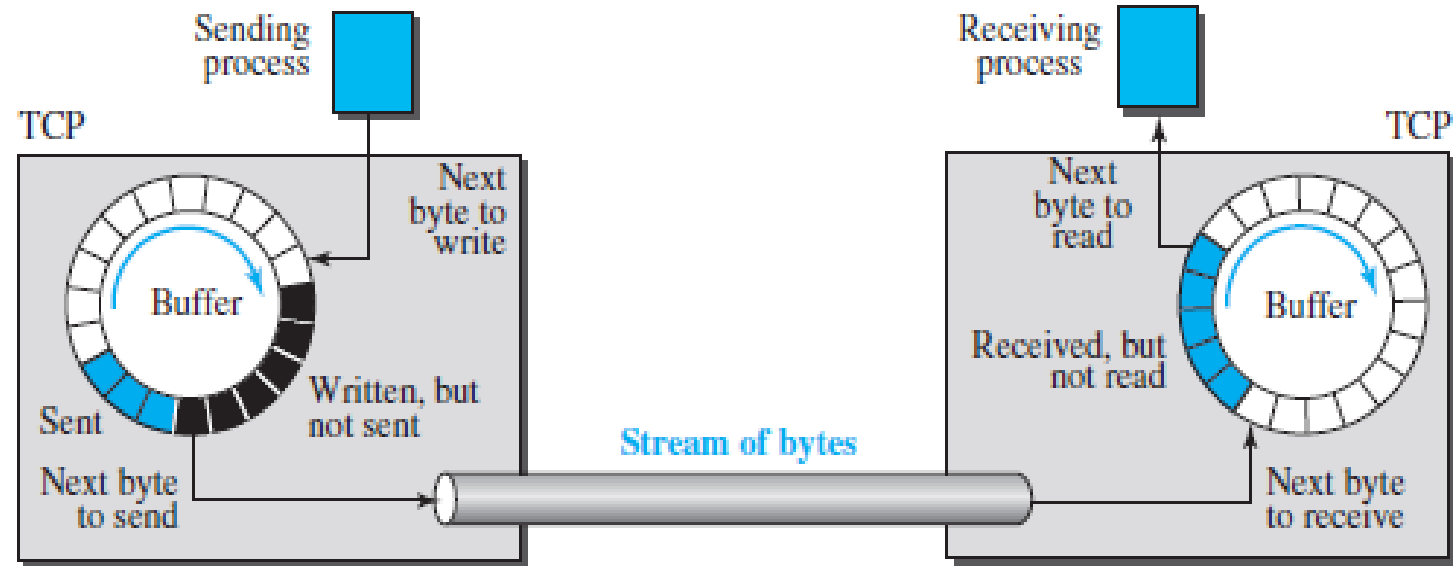 Sending
process
TCP
Next
byte to
write
Buffer
Written, but
not sent
Sent
Next byte
to send
Stream of bytes
Receiving
process
TCP
Next
byte to
read
Buffer
Received, but
not read
Next byte
to receive